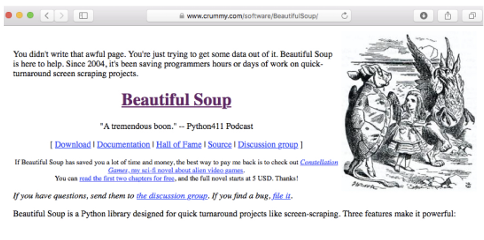 www.crummy.com/software/BeautifulSoup/
You didn't write that awful page. You're just trying to get some data out of it. Beautiful Soup
is here to help. Since 2004, it's been saving programmers hours or days of work on quick-
turnaround screen scraping projects.
Beautiful Soup
"A tremendous boon." -- Python411 Podcast
[ Download | Documentation | Hall of Fame | Source | Discussion group ]
If Beautiful Soup has saved you a lot of time and money, the best way to pay me back is to check out Constellation
Games, my sci-fi novel about alien video games.
You can read the first two chapters for free, and the full novel starts at 5 USD. Thanks!
If you have questions, send them to the discussion group. If you find a bug, file it.
Beautiful Soup is a Python library designed for quick turnaround projects like screen-scraping. Three features make it powerful: